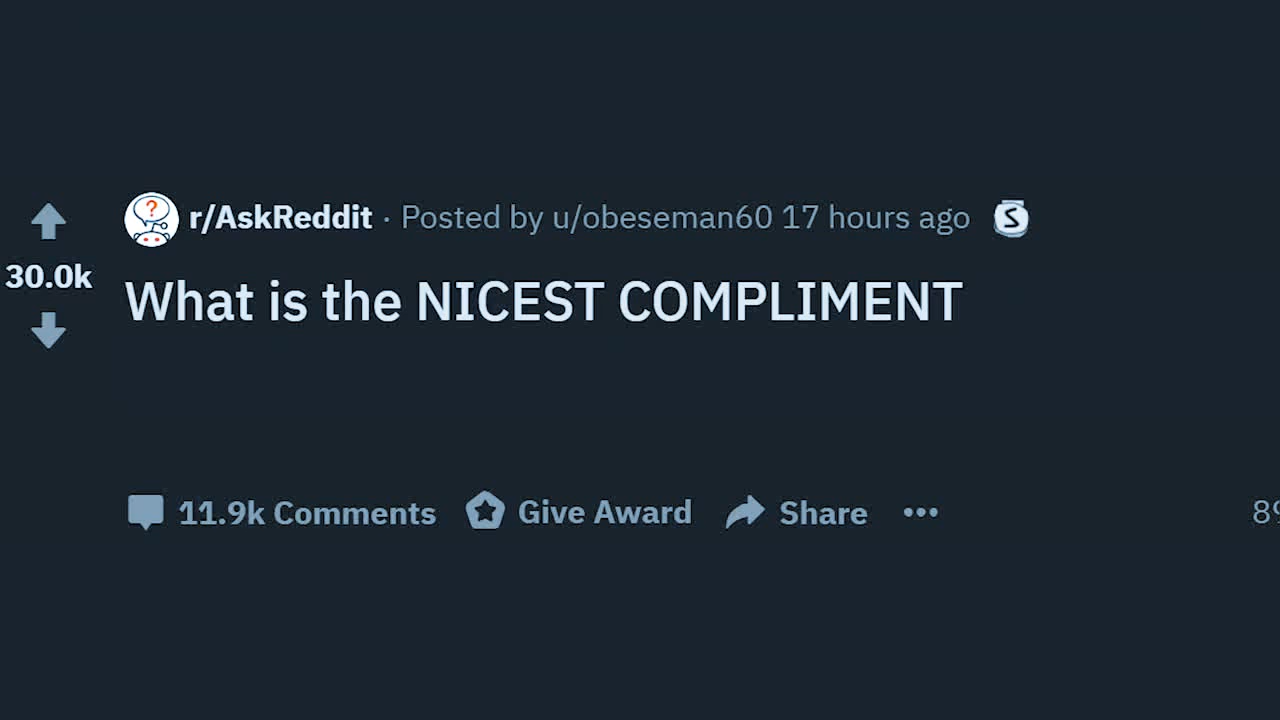 r/AskReddit · Posted by u/obeseman60 17 hours ago S
30.0k
What is the NICEST COMPLIMENT
11.9k Comments Give Award Share •••